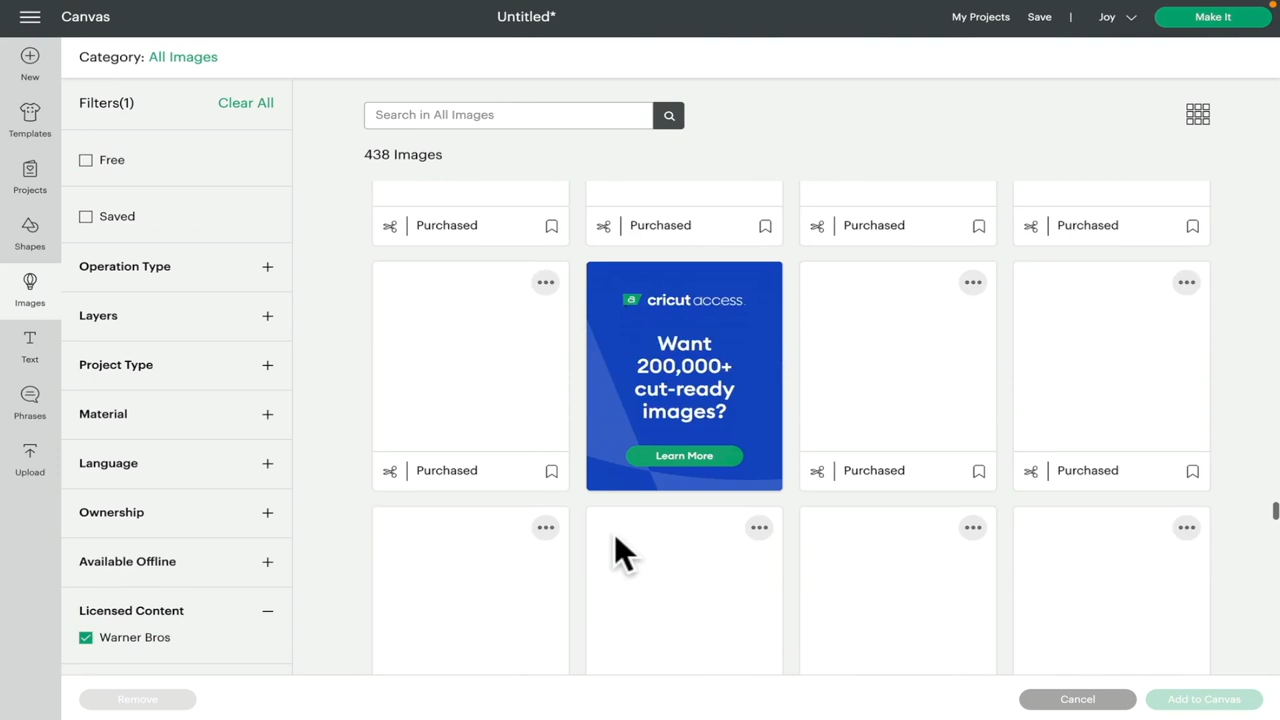 Canvas
Untitled*
My Projects Save | Joy
Make It
New
Templates
Projects
Shapes
Images
Text
Phrases
Upload
Category: All Images
Filters(1) Clear All
Free
Saved
Operation Type
Layers
Project Type
Material
Language
Ownership
Available Offline
Licensed Content
Warner Bros
Search in All Images
438 Images
Purchased Purchased Purchased Purchased
cricut access.
Want
200,000+
cut-ready
images?
Learn More
Purchased Purchased Purchased
Remove
Cancel
Add to Canvas